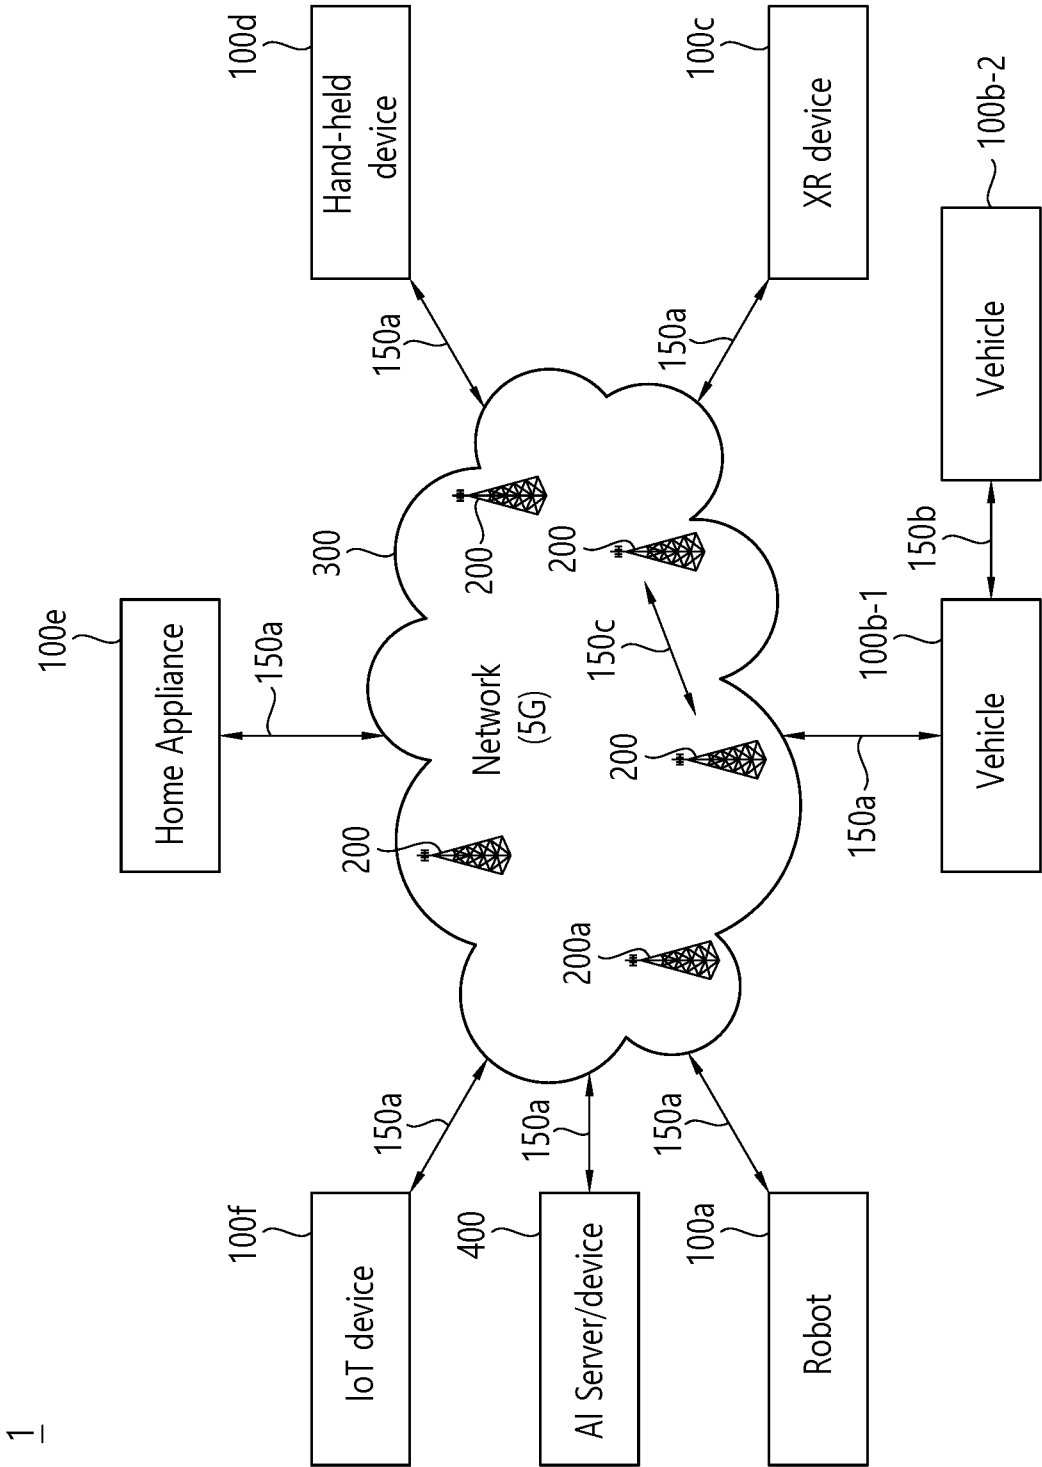 1
100e
Home Appliance
150a
100f
IoT device
150a
100d
Hand-held
device
150a
300
200
200
Network
(5G)
400
AI Server/device
150a
200a
200
150c
200
100a
Robot
150a
100c
XR device
150a
150a
100b-1
Vehicle
150b
100b-2
Vehicle